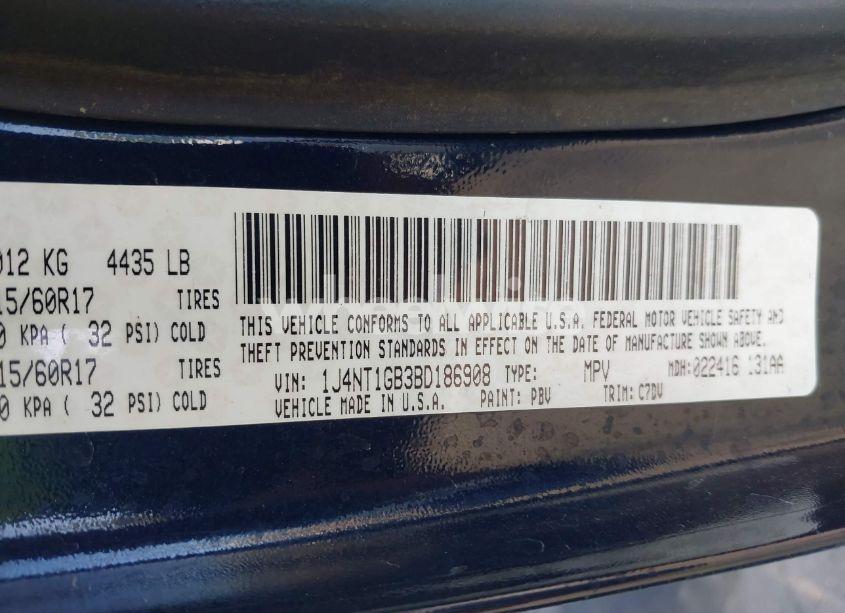 012 KG 4435 LB
15/60R17 TIRES
0 KPA ( 32 PSI) COLD
15/60R17 TIRES
0 KPA ( 32 PSI) COLD
THIS VEHICLE CONFORMS TO ALL APPLICABLE U.S.A. FEDERAL MOTOR VEHICLE SAFETY AND
THEFT PREVENTION STANDARDS IN EFFECT ON THE DATE OF MANUFACTURE SHOWN ABOVE.
VIN: 1J4NT1GB3BD186908 TYPE: MPV MDH:022416 131AA
VEHICLE MADE IN U.S.A. PAINT: PBV TRIM: C7DV